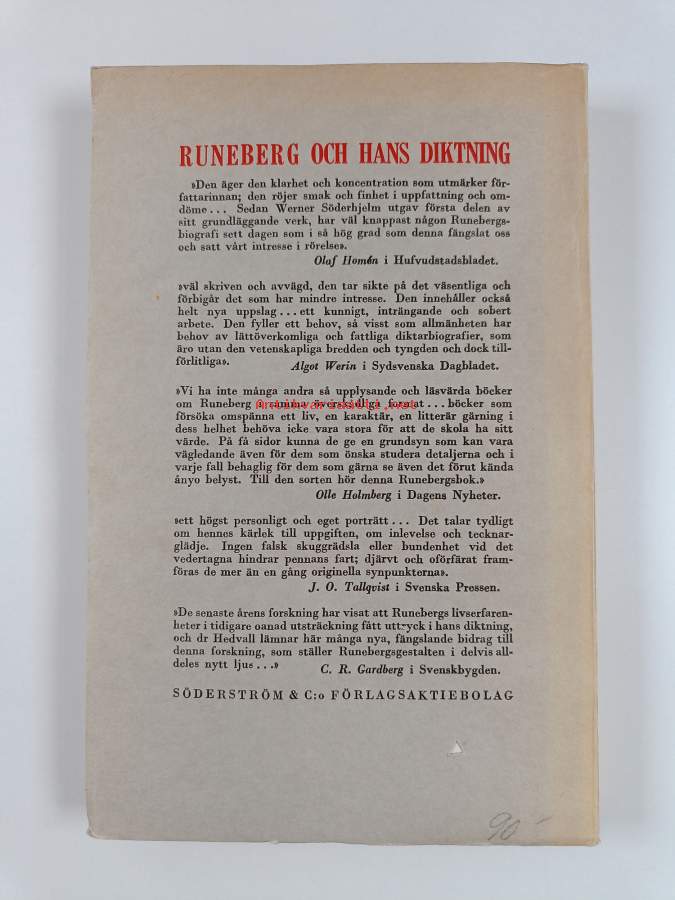 RUNEBERG OCH HANS DIKTNING
»Den äger den klarhet och koncentration som utmärker för-
fattarinnan; den röjer smak och finhet i uppfattning och om-
döme... Sedan Werner Söderhjelm utgav första delen av
sitt grundläggande verk, har väl knappast någon Runebergs-
biografi sett dagen som i så hög grad som denna fängslat oss
och satt vårt intresse i rörelse».
Olaf Homén i Hufvudstadsbladet.
»väl skriven och avvägd, den tar sikte på det väsentliga och
förbigår det som har mindre intresse. Den innehåller också
helt nya uppslag... ett kunnigt, inträngande och sobert
arbete. Den fyller ett behov, så visst som allmänheten har
behov av lättöverkomliga och fattliga diktarbiografier, som
äro utan den vetenskapliga bredden och tyngden och dock till-
förlitliga».
Algot Werin i Sydsvenska Dagbladet.
»Vi ha inte många andra så upplysande och läsvärda böcker
om Runeberg i samma överskådliga format... böcker som
Antikvariaatti.net
försöka omspänna ett liv, en karaktär, en litterär gärning i
dess helhet behöva icke vara stora för att de skola ha sitt
värde. På få sidor kunna de ge en grundsyn som kan vara
vägledande även för dem som önska studera detaljerna och i
varje fall behaglig för dem som gärna se även det förut kända
ånyo belyst. Till den sorten hör denna Runebergsbok.»
Olle Holmberg i Dagens Nyheter.
»ett högst personligt och eget porträtt... Det talar tydligt
om hennes kärlek till uppgiften, om inlevelse och tecknar-
glädje. Ingen falsk skuggrädsla eller bundenhet vid det
vedertagna hindrar pennans fart; djärvt och oförfärat fram-
föras de mer än en gång originella synpunkterna».
J. O. Tallqvist i Svenska Pressen.
»De senaste årens forskning har visat att Runebergs livserfaren-
heter i tidigare oanad utsträckning fått uttryck i hans diktning,
och dr Hedvall lämnar här många nya, fängslande bidrag till
denna forskning, som ställer Runebergsgestalten i delvis all-
deles nytt ljus...»
C. R. Gardberg i Svenskbygden.
SÖDERSTRÖM & C:o FÖRLAGSAKTIEBOLAG
90